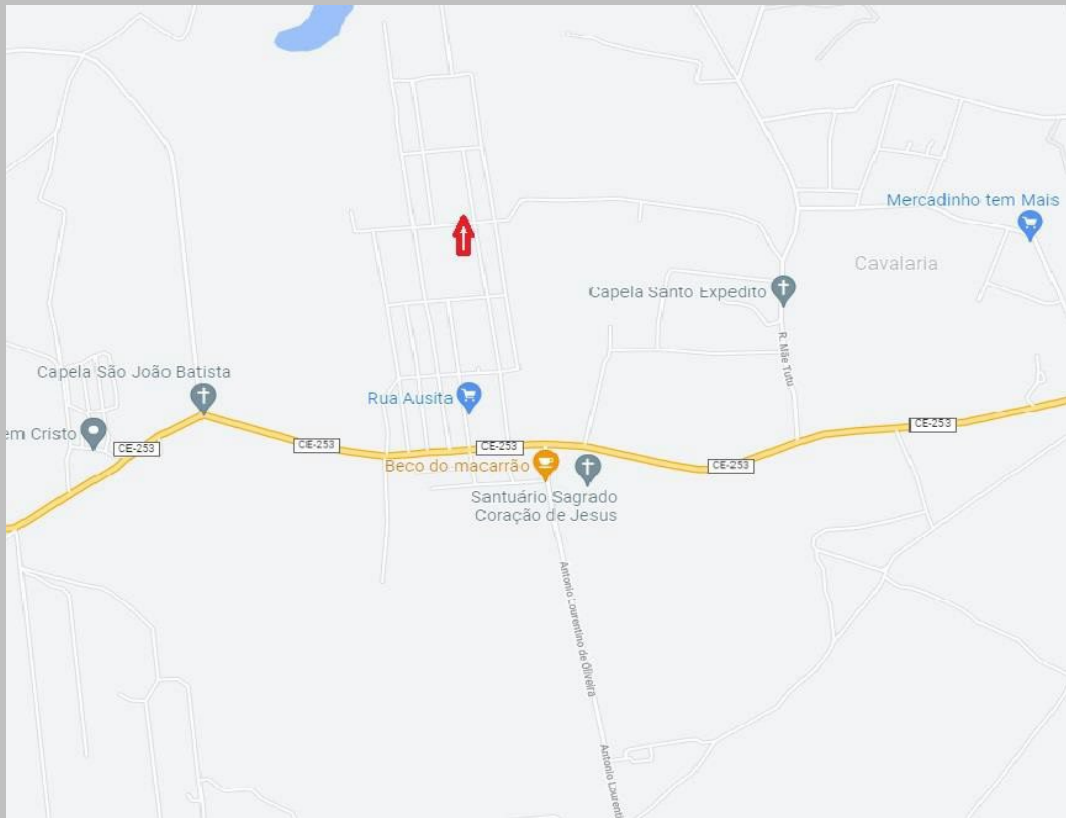 Mercadinho tem Mais
Cavalaria
Capela Santo Expedito
R. Mãe Tutu
Capela São João Batista
Rua Ausita
em Cristo
CE-253
CE-253
CE-253
CE-253
CE-253
Beco do macarrão
Santuário Sagrado
Coração de Jesus
Antonio Lourentino de Oliveira
Antonio Lourenti